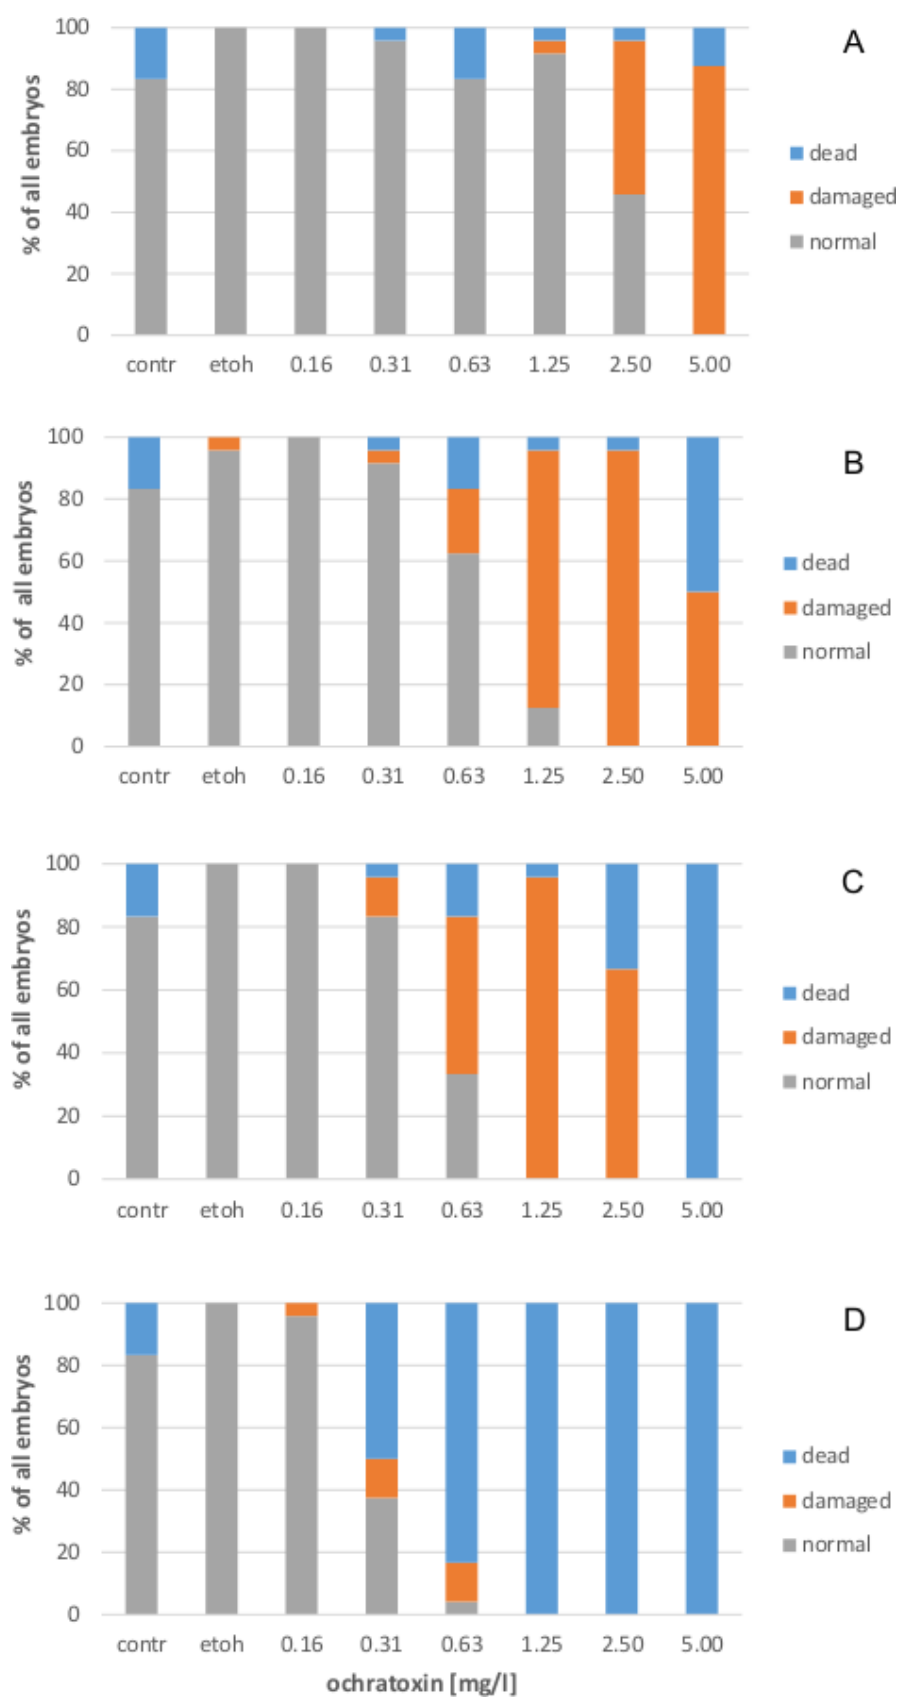 A
% of all embryos
100
80
60
40
20
0
contr etoh 0.16 0.31 0.63 1.25 2.50 5.00
dead
damaged
normal
B
% of all embryos
100
80
60
40
20
0
contr etoh 0.16 0.31 0.63 1.25 2.50 5.00
dead
damaged
normal
C
% of all embryos
100
80
60
40
20
0
contr etoh 0.16 0.31 0.63 1.25 2.50 5.00
dead
damaged
normal
D
% of all embryos
100
80
60
40
20
0
contr etoh 0.16 0.31 0.63 1.25 2.50 5.00
dead
damaged
normal
ochratoxin [mg/l]